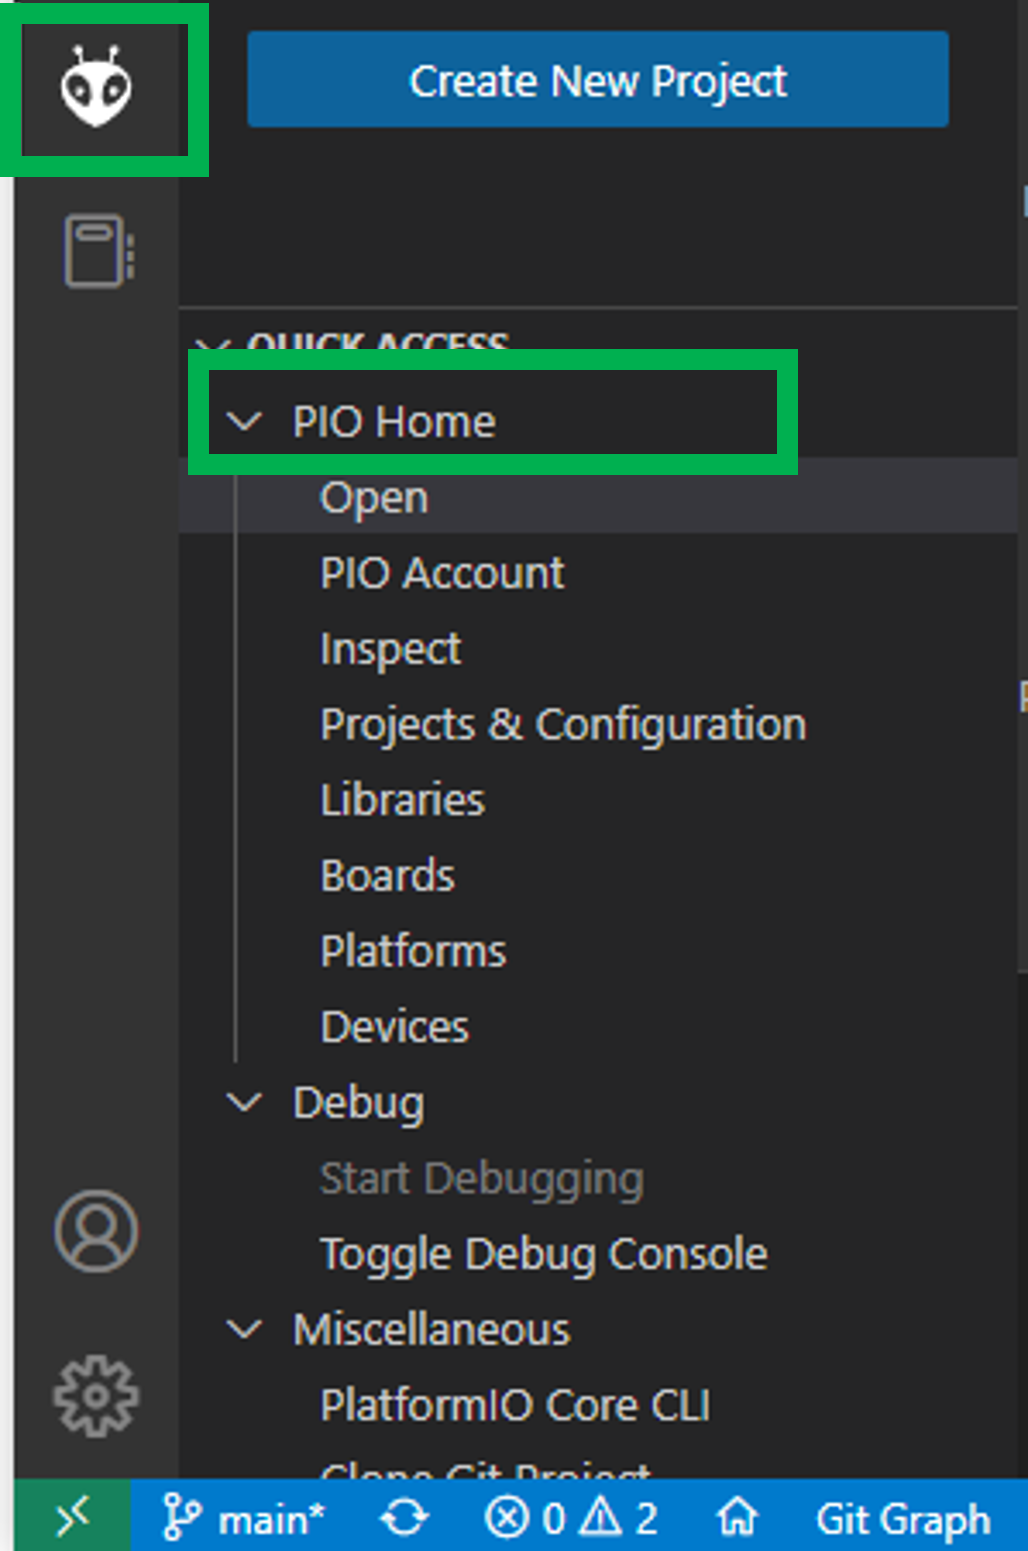 Create New Project
QUICK ACCESS
PIO Home
Open
PIO Account
Inspect
Projects & Configuration
Libraries
Boards
Platforms
Devices
Debug
Start Debugging
Toggle Debug Console
Miscellaneous
PlatformIO Core CLI
Clone Git Project
main* 0 2 Git Graph